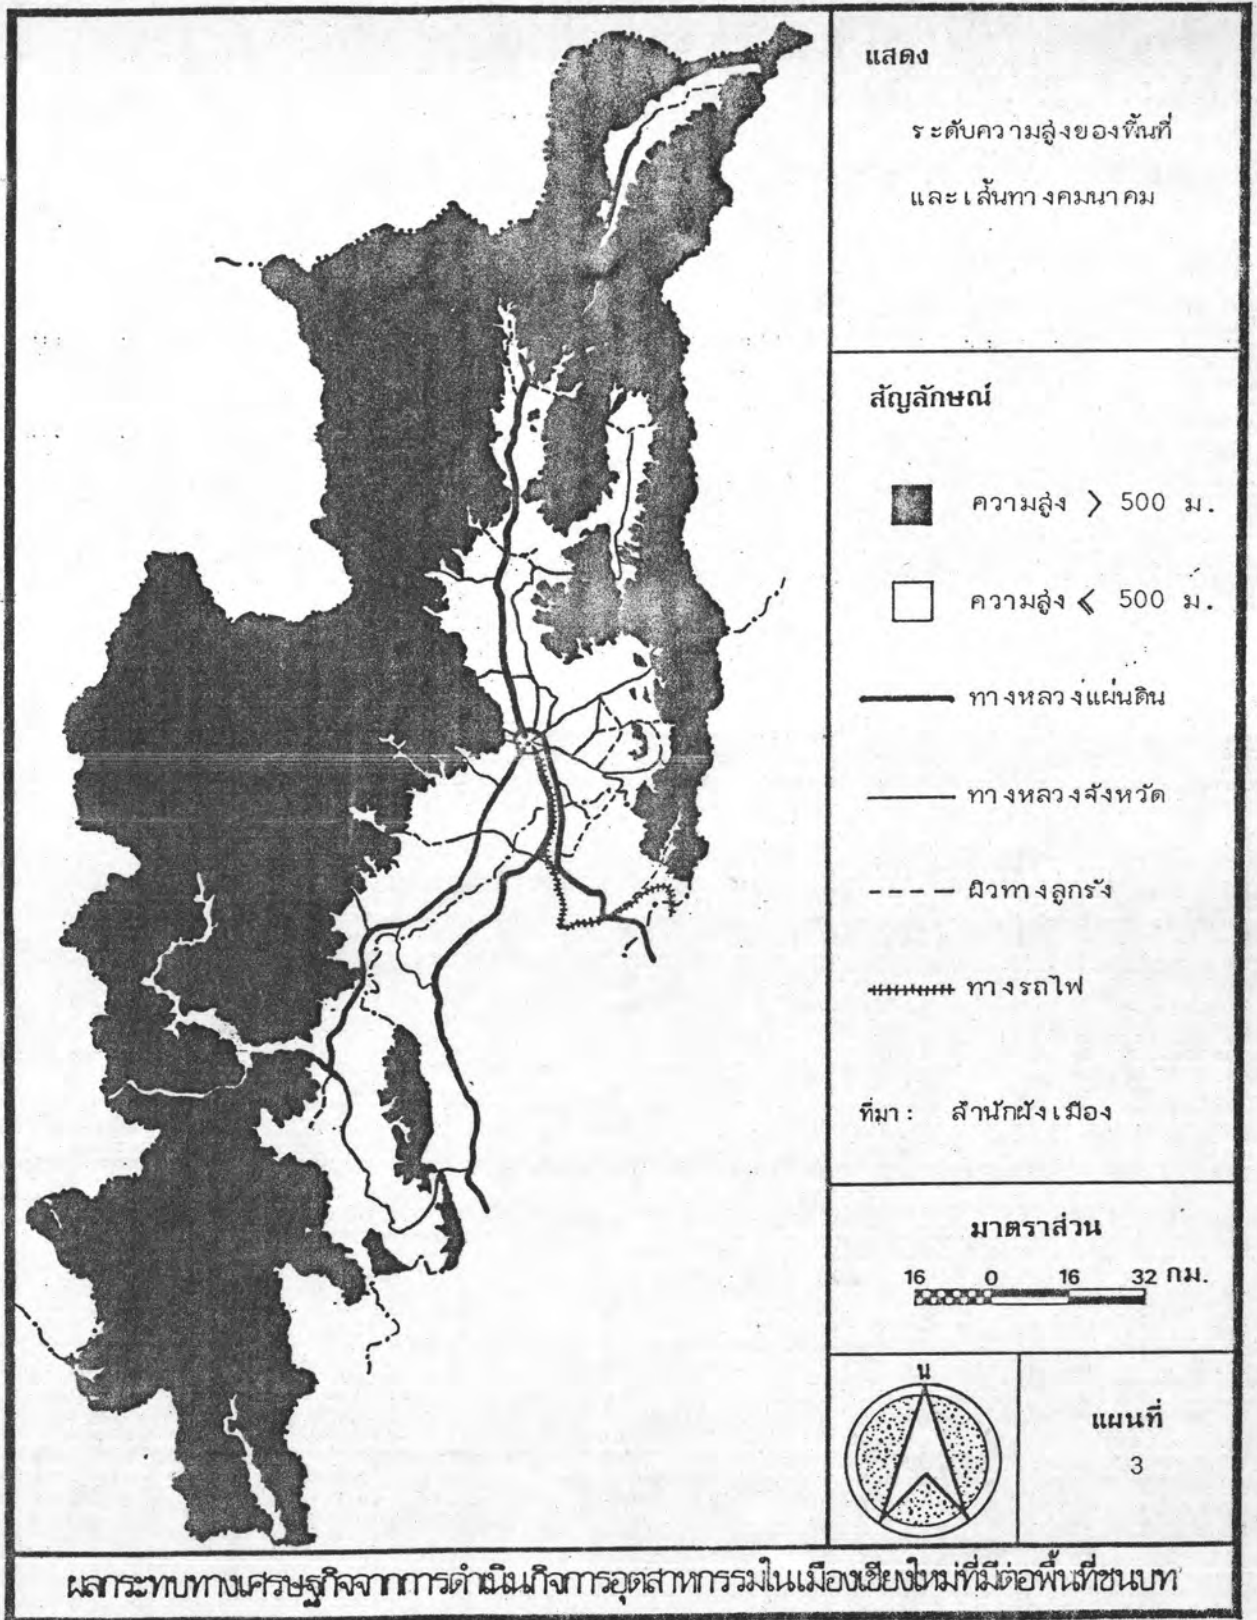 แสดง
ระดับความสูงของพื้นที่
และเส้นทางคมนาคม
สัญลักษณ์
ความสูง > 500 ม.
ความสูง ≤ 500 ม.
ทางหลวงแผ่นดิน
ทางหลวงจังหวัด
ผิวทางลูกรัง
ทางรถไฟ
ที่มา : สำนักผังเมือง
มาตราส่วน
16 0 16 32 กม.
น
แผนที่
3
ผลกระทบทางเศรษฐกิจจากการดำเนินกิจการอุตสาหกรรมในเมืองเชียงใหม่ที่มีต่อพื้นที่ชนบท